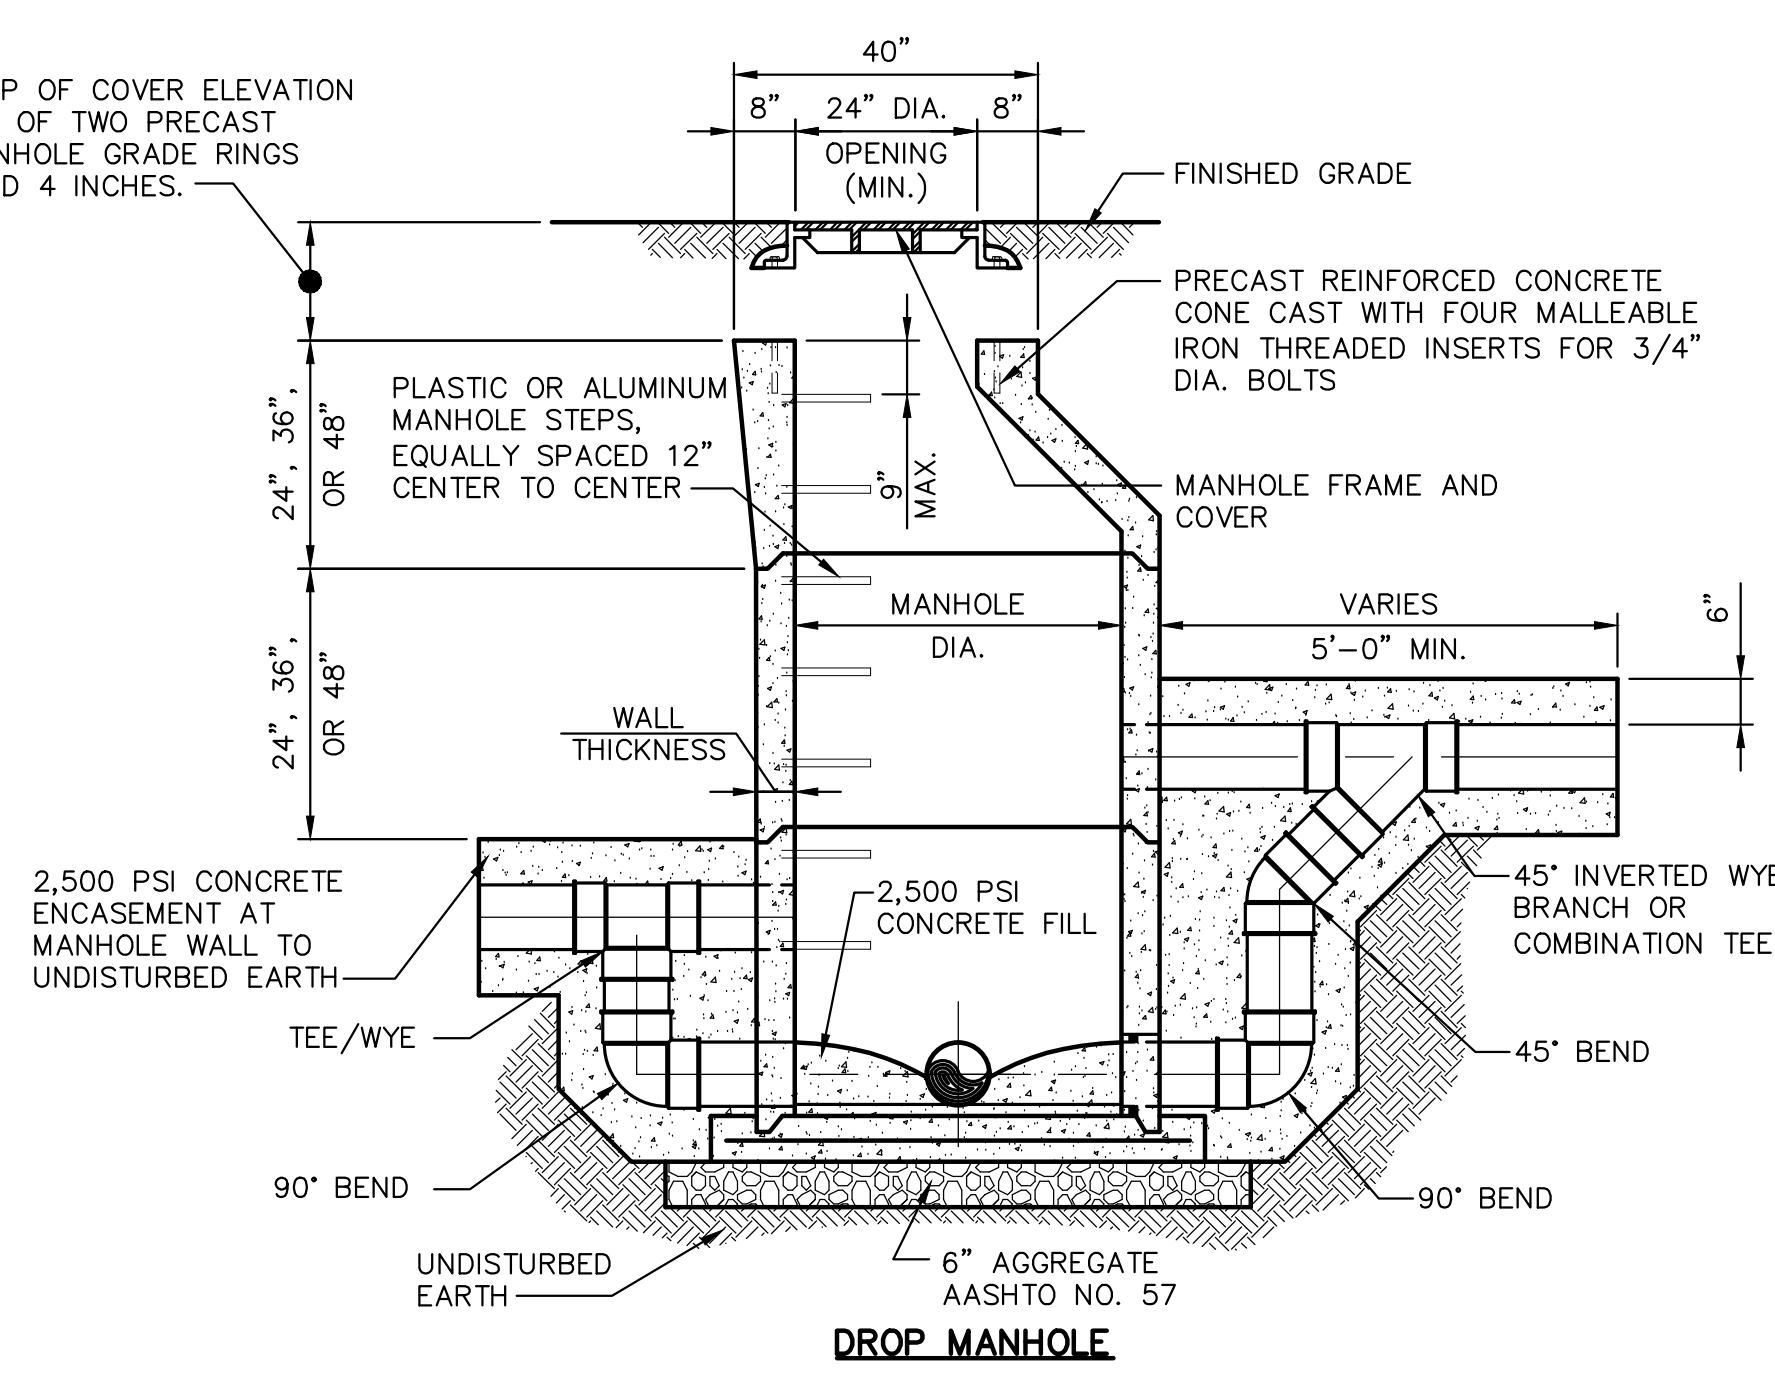 40"
8" 24" DIA. 8"
OPENING
(MIN.)
P OF COVER ELEVATION
OF TWO PRECAST
NHOLE GRADE RINGS
D 4 INCHES.
FINISHED GRADE
PRECAST REINFORCED CONCRETE
CONE CAST WITH FOUR MALLEABLE
IRON THREADED INSERTS FOR 3/4"
DIA. BOLTS
PLASTIC OR ALUMINUM
MANHOLE STEPS,
EQUALLY SPACED 12"
CENTER TO CENTER
24", 36",
OR 48"
9"
MAX.
MANHOLE FRAME AND
COVER
MANHOLE
DIA.
VARIES
5'-0" MIN.
6"
24", 36",
OR 48"
WALL
THICKNESS
2,500 PSI CONCRETE
ENCASEMENT AT
MANHOLE WALL TO
UNDISTURBED EARTH
2,500 PSI
CONCRETE FILL
45° INVERTED WYE
BRANCH OR
COMBINATION TEE
TEE/WYE
45° BEND
90° BEND
90° BEND
UNDISTURBED
EARTH
6" AGGREGATE
AASHTO NO. 57
DROP MANHOLE